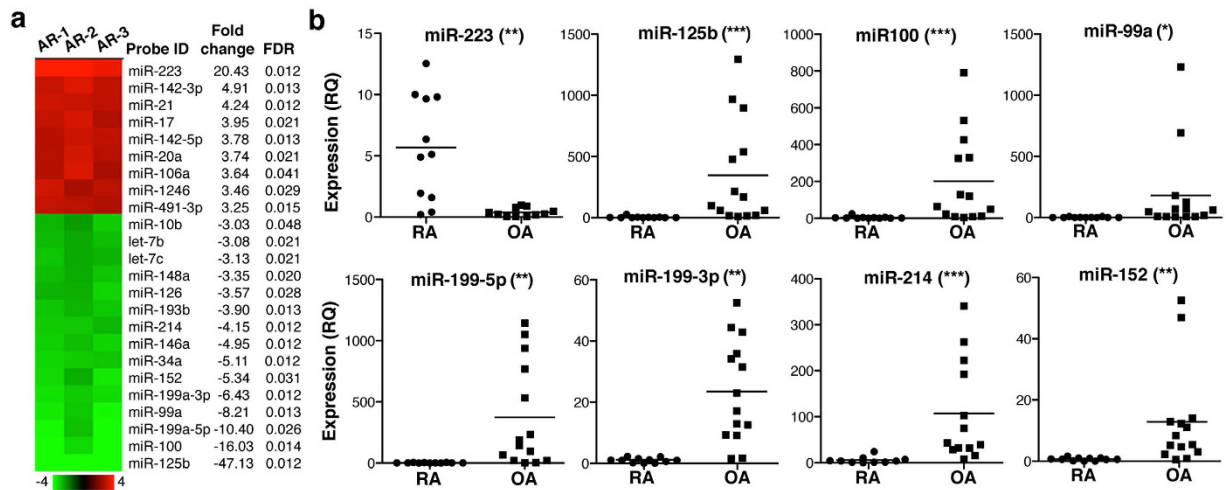 a
AR-1 AR-2 AR-3 Probe ID Fold change FDR
miR-223 20.43 0.012
miR-142-3p 4.91 0.013
miR-21 4.24 0.012
miR-17 3.95 0.021
miR-142-5p 3.78 0.013
miR-20a 3.74 0.021
miR-106a 3.64 0.041
miR-1246 3.46 0.029
miR-491-3p 3.25 0.015
miR-10b -3.03 0.048
let-7b -3.08 0.021
let-7c -3.13 0.021
miR-148a -3.35 0.020
miR-126 -3.57 0.028
miR-193b -3.90 0.013
miR-214 -4.15 0.012
miR-146a -4.95 0.012
miR-34a -5.11 0.012
miR-152 -5.34 0.031
miR-199a-3p -6.43 0.012
miR-99a -8.21 0.013
miR-199a-5p -10.40 0.026
miR-100 -16.03 0.014
miR-125b -47.13 0.012
-4 4
b
miR-223 (**)
Expression (RQ)
15
10
5
0
RA OA
miR-125b (***)
1500
1000
500
0
RA OA
miR100 (***)
1000
800
600
400
200
0
RA OA
miR-99a (*)
1500
1000
500
0
RA OA
miR-199-5p (**)
Expression (RQ)
1500
1000
500
0
RA OA
miR-199-3p (**)
60
40
20
0
RA OA
miR-214 (***)
400
300
200
100
0
RA OA
miR-152 (**)
60
40
20
0
RA OA